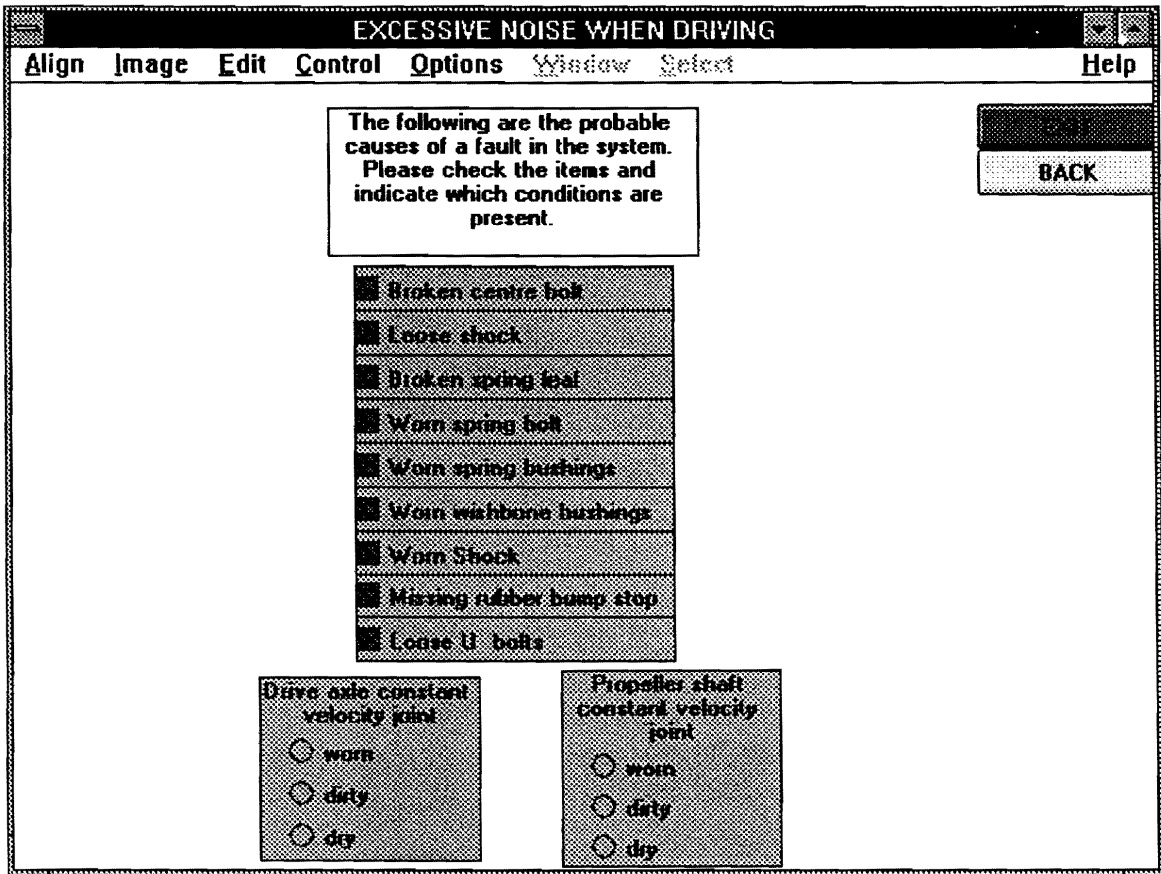 EXCESSIVE NOISE WHEN DRIVING
Align Image Edit Control Options Window Select Help
The following are the probable
causes of a fault in the system.
Please check the items and
indicate which conditions are
present.
BACK
Broken centre bolt
Loose shock
Broken spring leaf
Worn spring bolt
Worn spring bushings
Worn wishbone bushings
Worn Shock
Missing rubber bump stop
Loose U bolts
Drive axle constant
velocity joint
worn
dirty
dry
Propeller shaft
constant velocity
joint
worn
dirty
dry